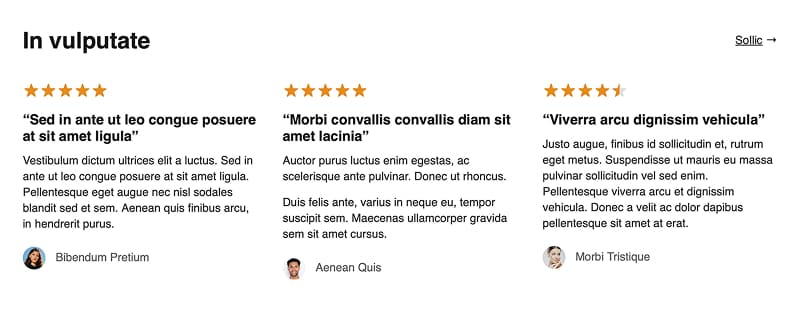 In vulputate
Sollic →
“Sed in ante ut leo congue posuere
at sit amet ligula”
Vestibulum dictum ultrices elit a luctus. Sed in
ante ut leo congue posuere at sit amet ligula.
Pellentesque eget augue nec nisl sodales
blandit sed et sem. Aenean quis finibus arcu,
in hendrerit purus.
Bibendum Pretium
“Morbi convallis convallis diam sit
amet lacinia”
Auctor purus luctus enim egestas, ac
scelerisque ante pulvinar. Donec ut rhoncus.
Duis felis ante, varius in neque eu, tempor
suscipit sem. Maecenas ullamcorper gravida
sem sit amet cursus.
Aenean Quis
“Viverra arcu dignissim vehicula”
Justo augue, finibus id sollicitudin et, rutrum
eget metus. Suspendisse ut mauris eu massa
pulvinar sollicitudin vel sed enim.
Pellentesque viverra arcu et dignissim
vehicula. Donec a velit ac dolor dapibus
pellentesque sit amet at erat.
Morbi Tristique